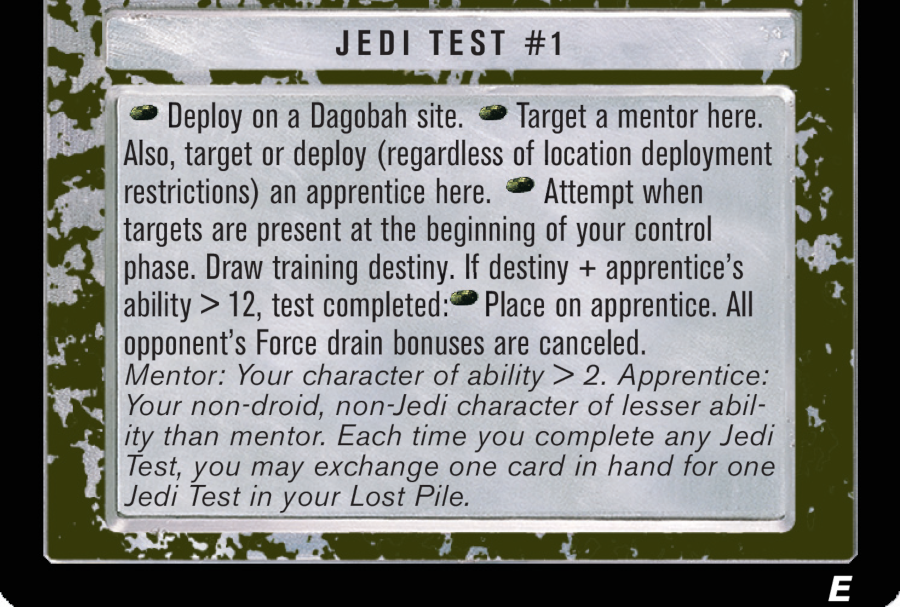 JEDI TEST #1
Deploy on a Dagobah site. Target a mentor here.
Also, target or deploy (regardless of location deployment
restrictions) an apprentice here. Attempt when
targets are present at the beginning of your control
phase. Draw training destiny. If destiny + apprentice's
ability > 12, test completed: Place on apprentice. All
opponent's Force drain bonuses are canceled.
Mentor: Your character of ability > 2. Apprentice:
Your non-droid, non-Jedi character of lesser abil-
ity than mentor. Each time you complete any Jedi
Test, you may exchange one card in hand for one
Jedi Test in your Lost Pile.
E